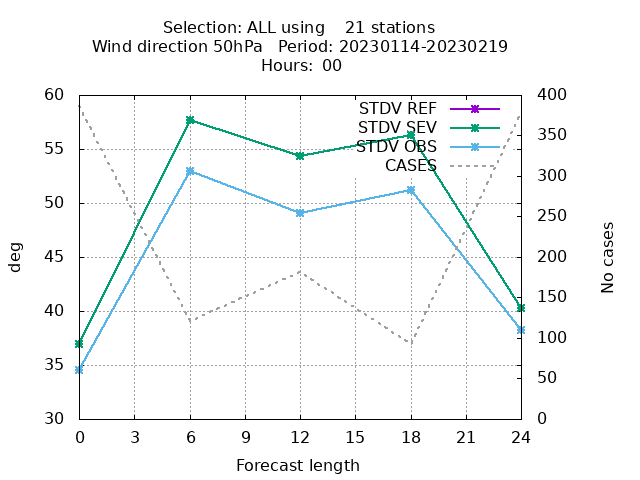 Selection: ALL using    21 stations
Wind direction 50hPa   Period: 20230114-20230219
Hours: 00
STDV REF
STDV SEV
STDV OBS
CASES
60
55
50
45
40
35
30
deg
400
350
300
250
200
150
100
50
0
No cases
0 3 6 9 12 15 18 21 24
Forecast length